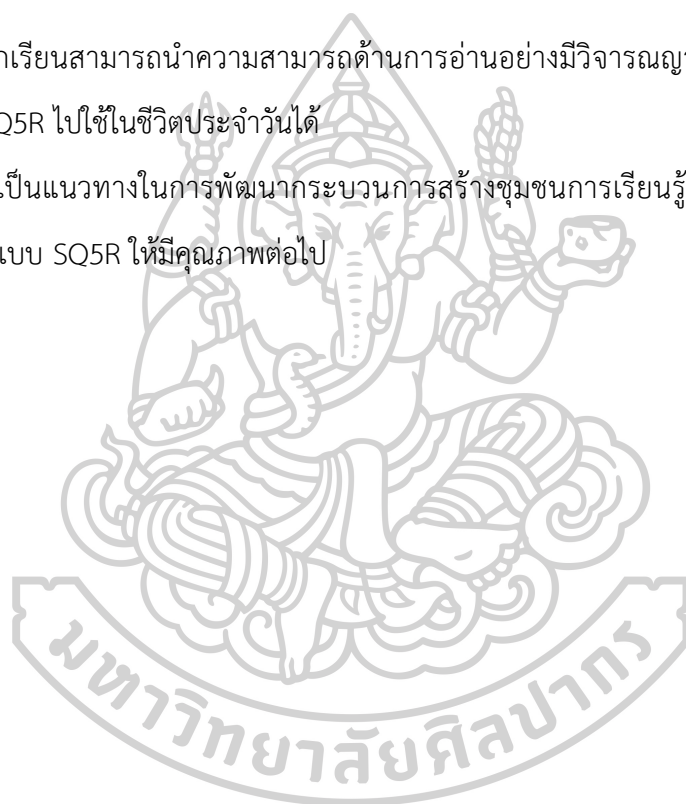 เรียนสามารถนำความสามารถด้านการอ่านอย่างมีวิจารณญ
Q5R ไปใช้ในชีวิตประจำวันได้
เป็นแนวทางในการพัฒนากระบวนการสร้างชุมชนการเรียนรู้
แบบ SQ5R ให้มีคุณภาพต่อไป
มหาวิทยาลัยศิลปากร